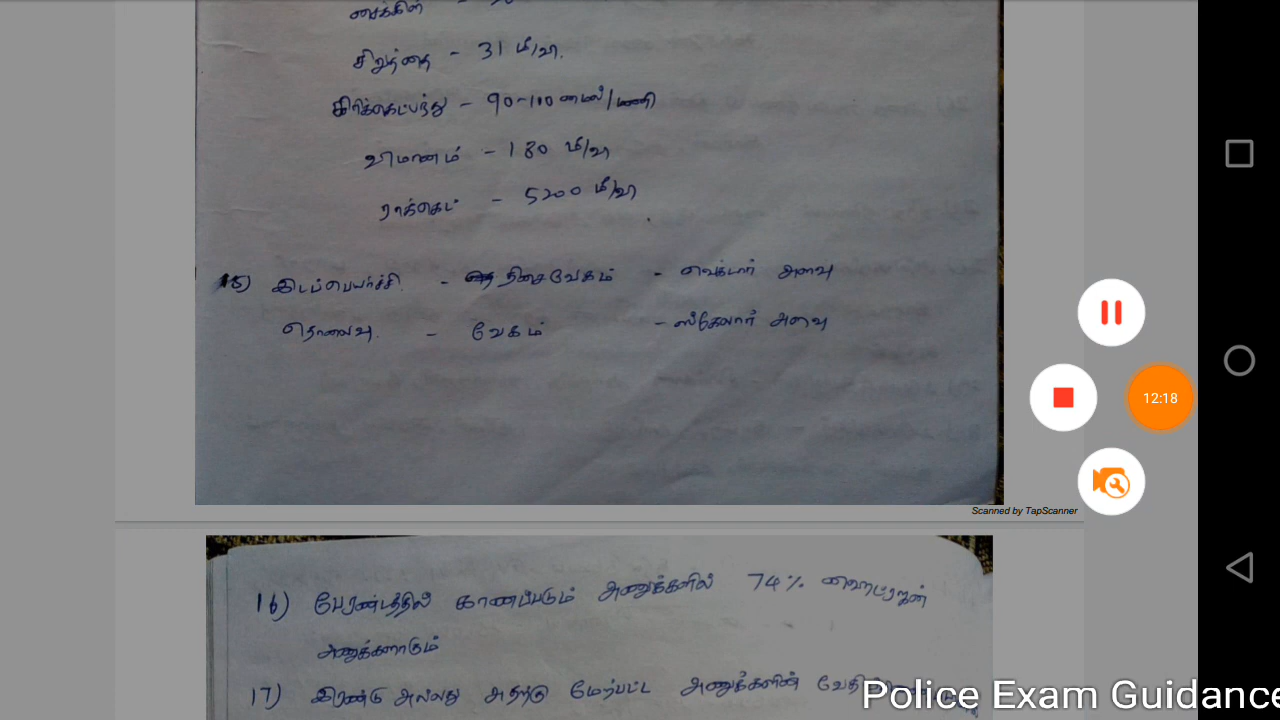 சைக்கிள் -
சிறுத்தை - 31 மீ/வி.
கிரிக்கெட்பந்து - 90-100 மைல்/மணி
விமானம் - 180 மீ/வி
ராக்கெட் - 5200 மீ/வி
15) இடப்பெயர்ச்சி - திசைவேகம் - வெக்டார் அளவு
தொலைவு. - வேகம் - ஸ்கேலார் அளவு
12:18
Scanned by TapScanner
16) பேரண்டத்தில் காணப்படும் அணுக்களில் 74% ஹைட்ரஜன்
அணுக்களாகும்
17) இரண்டு அல்லது அதற்கு மேற்பட்ட அணுக்களின்
Police Exam Guidance